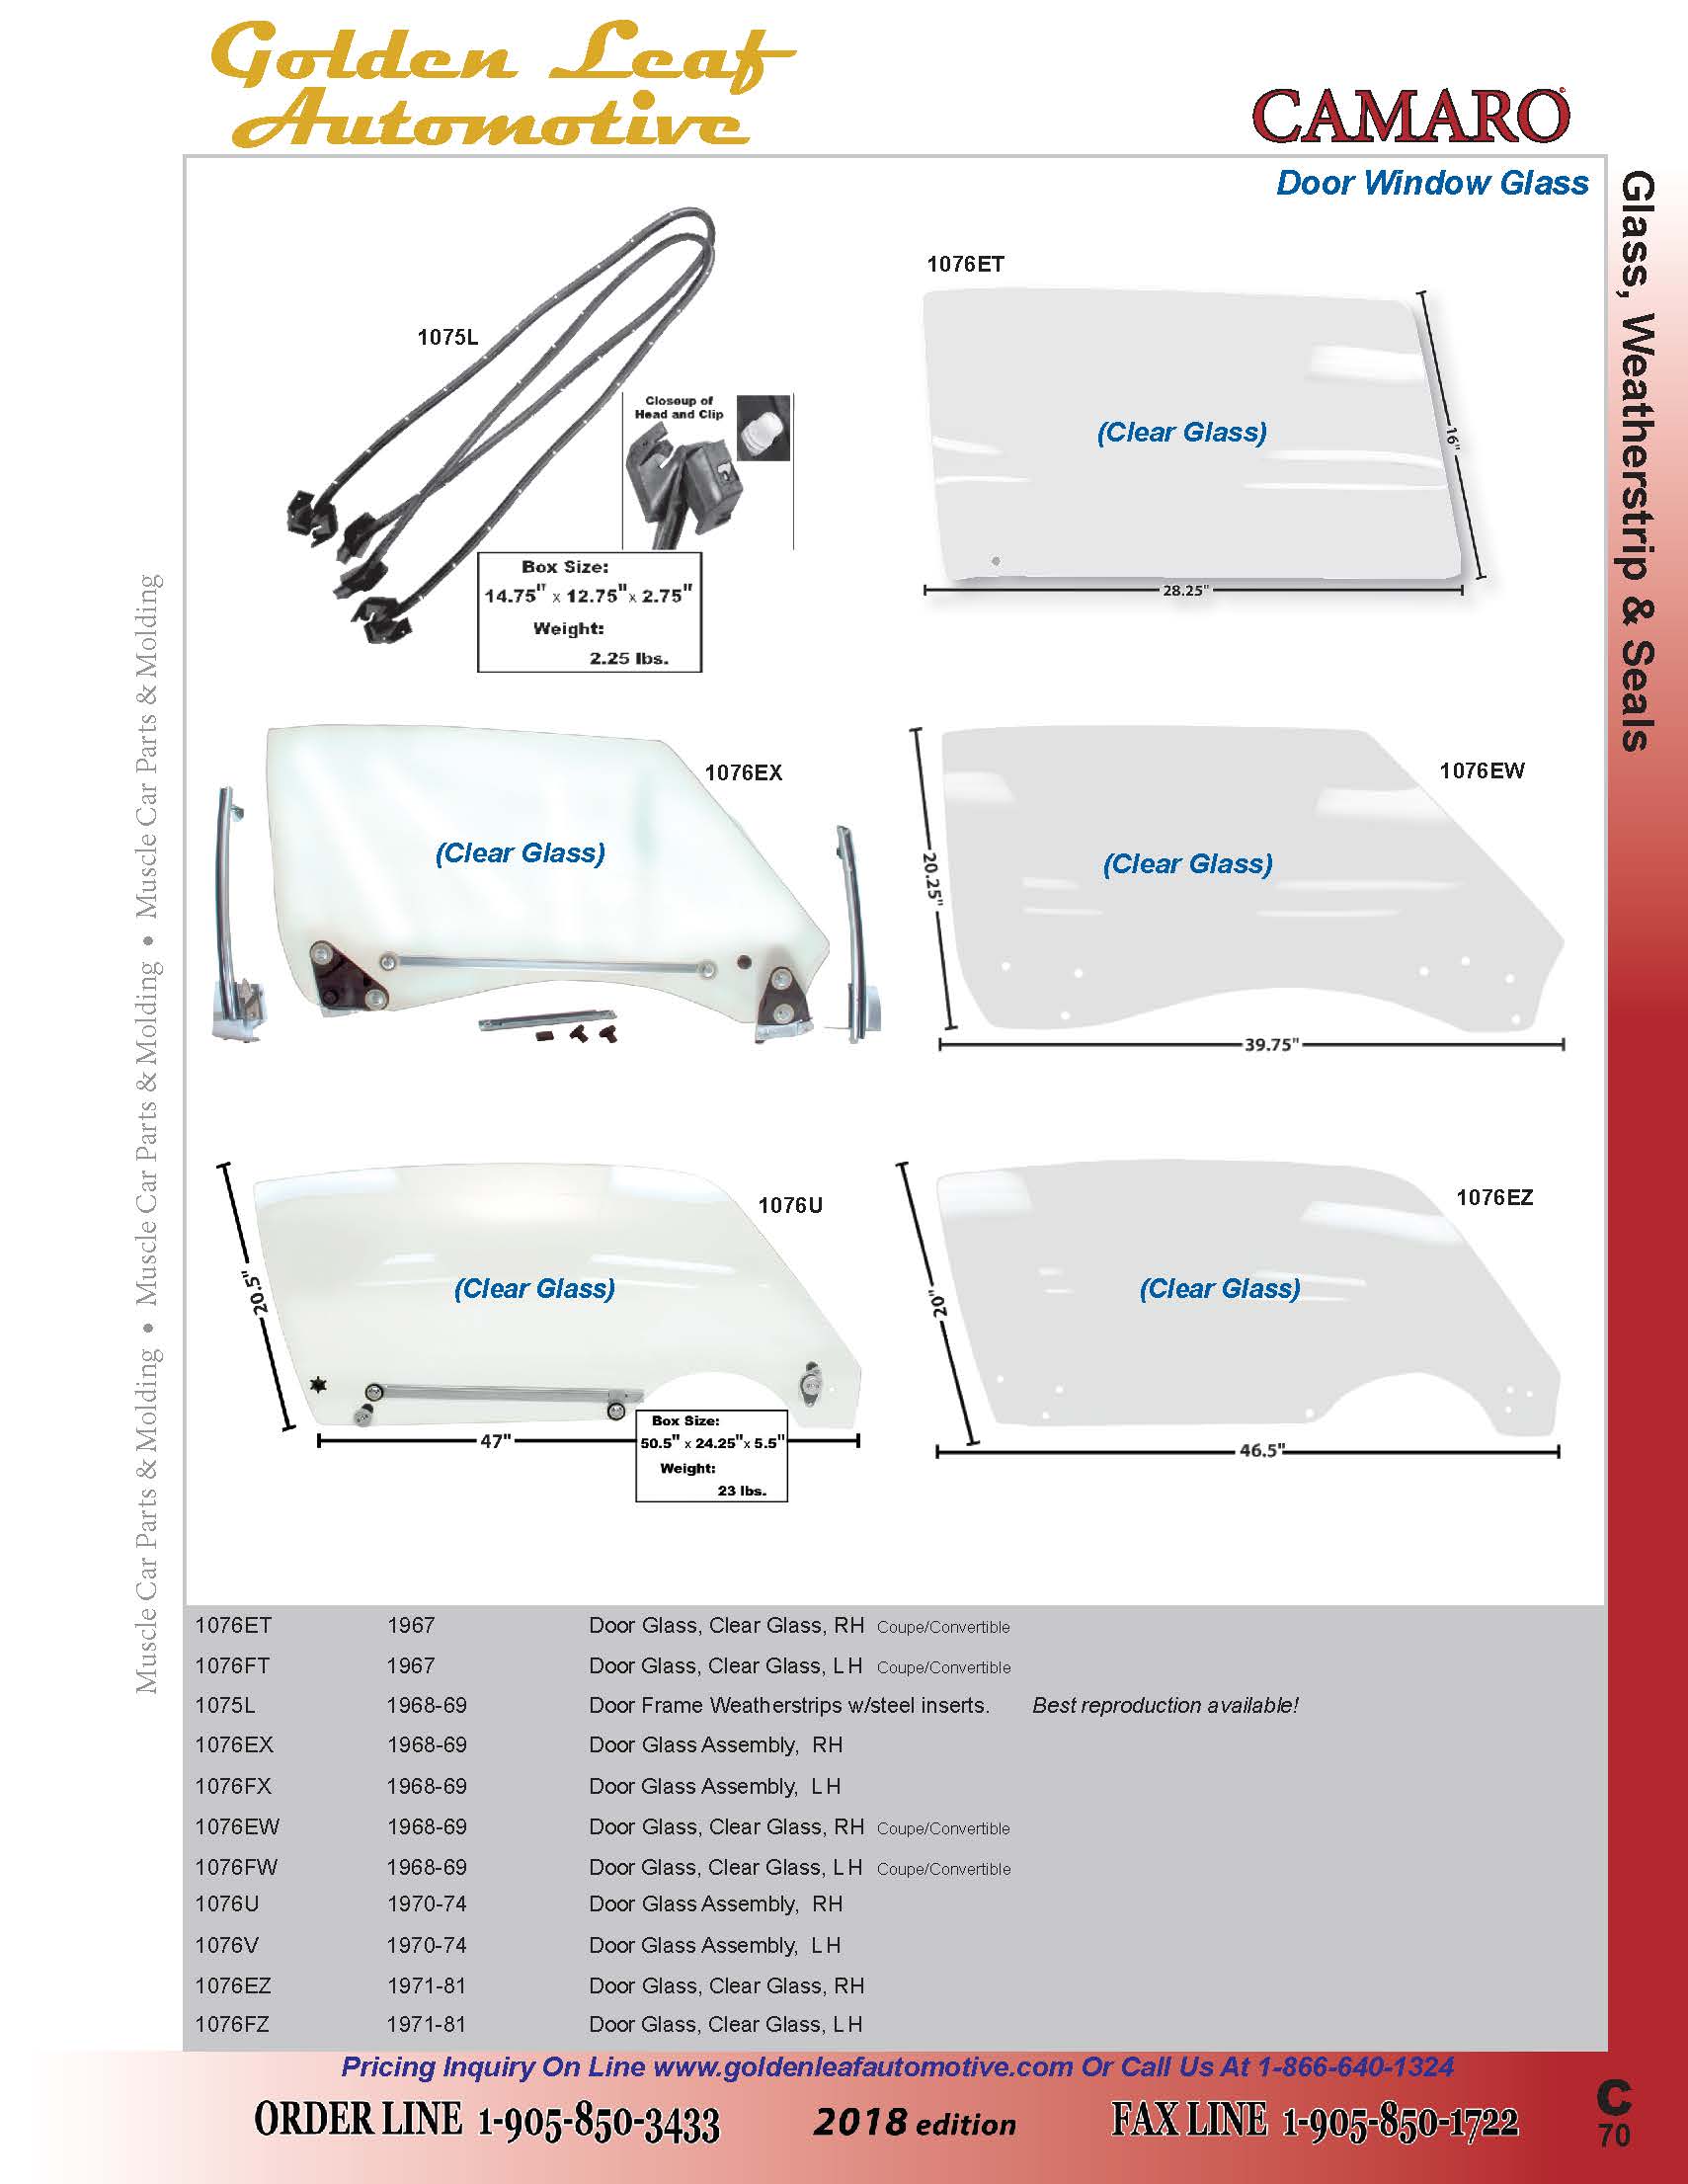 Golden Leaf
Automotive
CAMARO®
Door Window Glass
Glass, Weatherstrip & Seals
Muscle Car Parts & Molding • Muscle Car Parts & Molding • Muscle Car Parts & Molding
1075L
Closeup of
Head and Clip
Box Size:
14.75" x 12.75" x 2.75"
Weight:
2.25 lbs.
1076ET
(Clear Glass)
16"
28.25"
1076EX
(Clear Glass)
1076EW
(Clear Glass)
20.25"
39.75"
1076U
(Clear Glass)
20.5"
47"
Box Size:
50.5" x 24.25" x 5.5"
Weight:
23 lbs.
1076EZ
(Clear Glass)
20"
46.5"
1076ET 1967 Door Glass, Clear Glass, RH Coupe/Convertible
1076FT 1967 Door Glass, Clear Glass, LH Coupe/Convertible
1075L 1968-69 Door Frame Weatherstrips w/steel inserts. Best reproduction available!
1076EX 1968-69 Door Glass Assembly, RH
1076FX 1968-69 Door Glass Assembly, LH
1076EW 1968-69 Door Glass, Clear Glass, RH Coupe/Convertible
1076FW 1968-69 Door Glass, Clear Glass, LH Coupe/Convertible
1076U 1970-74 Door Glass Assembly, RH
1076V 1970-74 Door Glass Assembly, LH
1076EZ 1971-81 Door Glass, Clear Glass, RH
1076FZ 1971-81 Door Glass, Clear Glass, LH
Pricing Inquiry On Line www.goldenleafautomotive.com Or Call Us At 1-866-640-1324
ORDER LINE 1-905-850-3433 2018 edition FAX LINE 1-905-850-1722
C
70